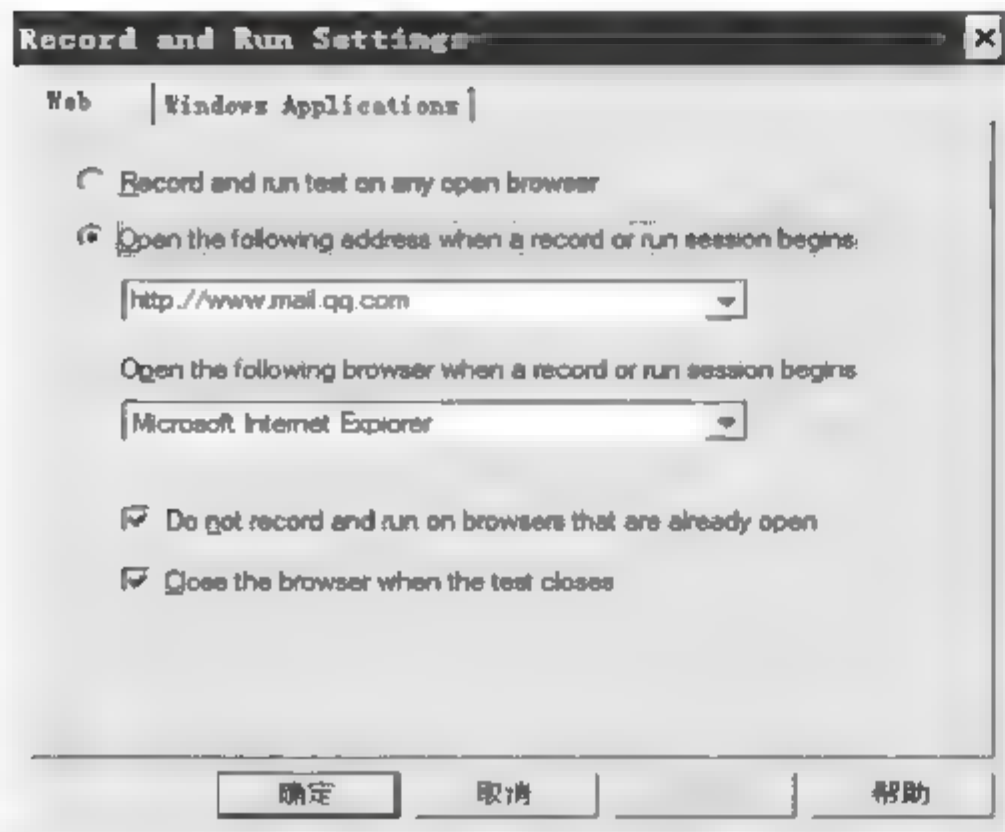 Record and Run Settings
Web Windows Applications
Record and run test on any open browser
Open the following address when a record or run session begins
http://www.mail.qq.com
Open the following browser when a record or run session begins
Microsoft Internet Explorer
Do not record and run on browsers that are already open
Close the browser when the test closes
确定 取消 帮助